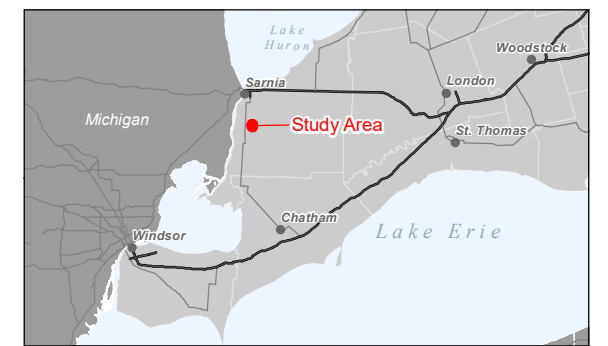 Lake
Huron
Woodstock
Sarnia
London
Michigan
Study Area
St. Thomas
Chatham
Lake Erie
Windsor